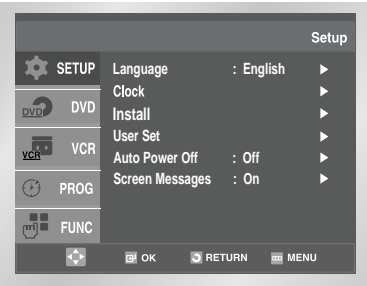 Setup
SETUP
DVD
DVD
VCR
VCR
PROG
FUNC
Language : English
Clock
Install
User Set
Auto Power Off : Off
Screen Messages : On
OK RETURN MENU